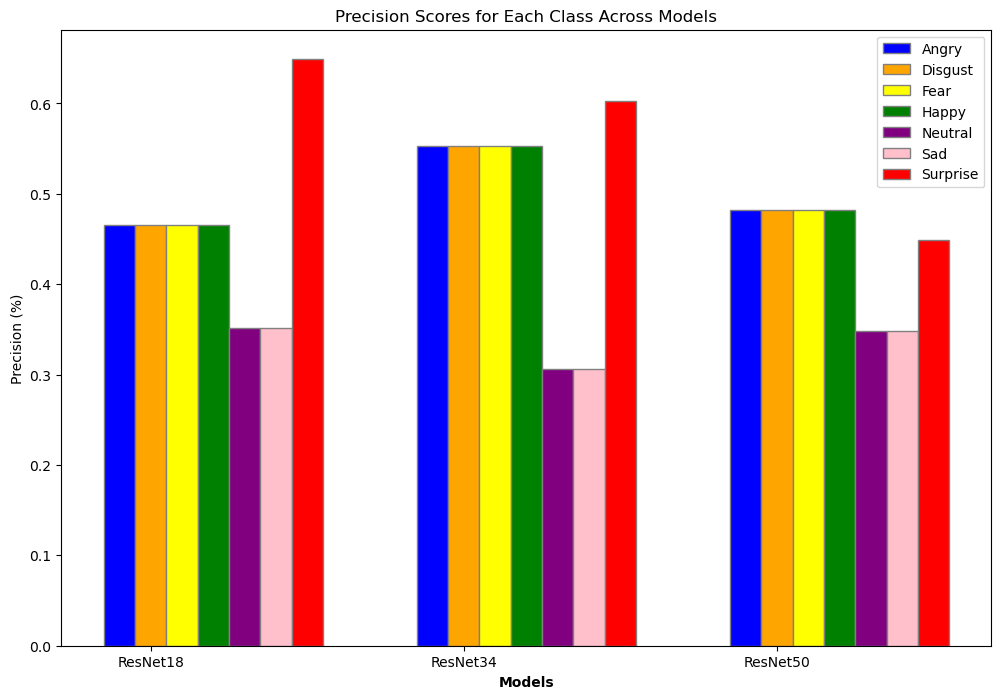 Precision Scores for Each Class Across Models
Angry
Disgust
Fear
Happy
Neutral
Sad
Surprise
Precision (%)
0.6
0.5
0.4
0.3
0.2
0.1
0.0
ResNet18
ResNet34
ResNet50
Models